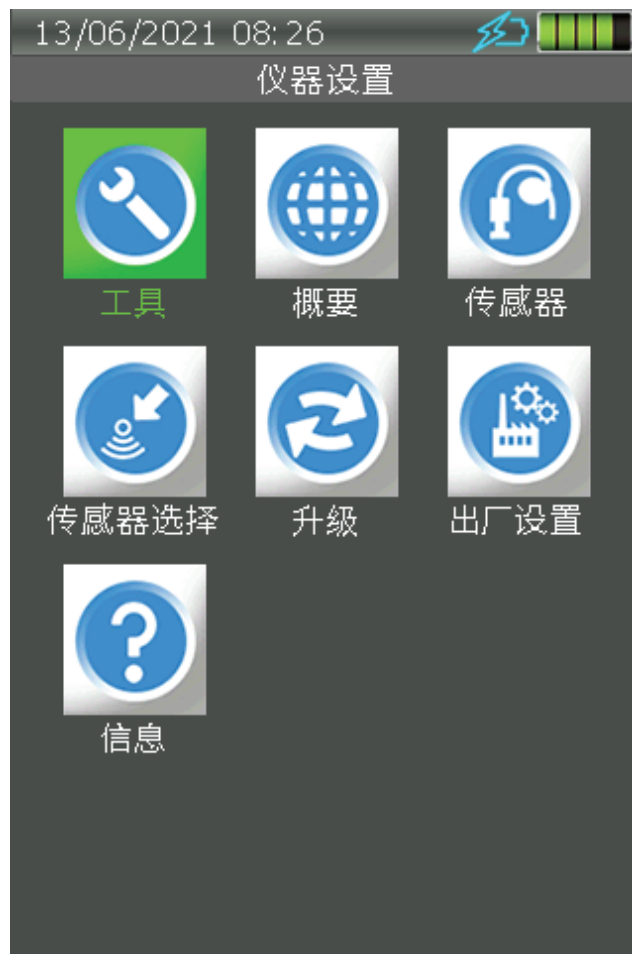 13/06/2021 08:26
仪器设置
工具 概要 传感器
传感器选择 升级 出厂设置
信息